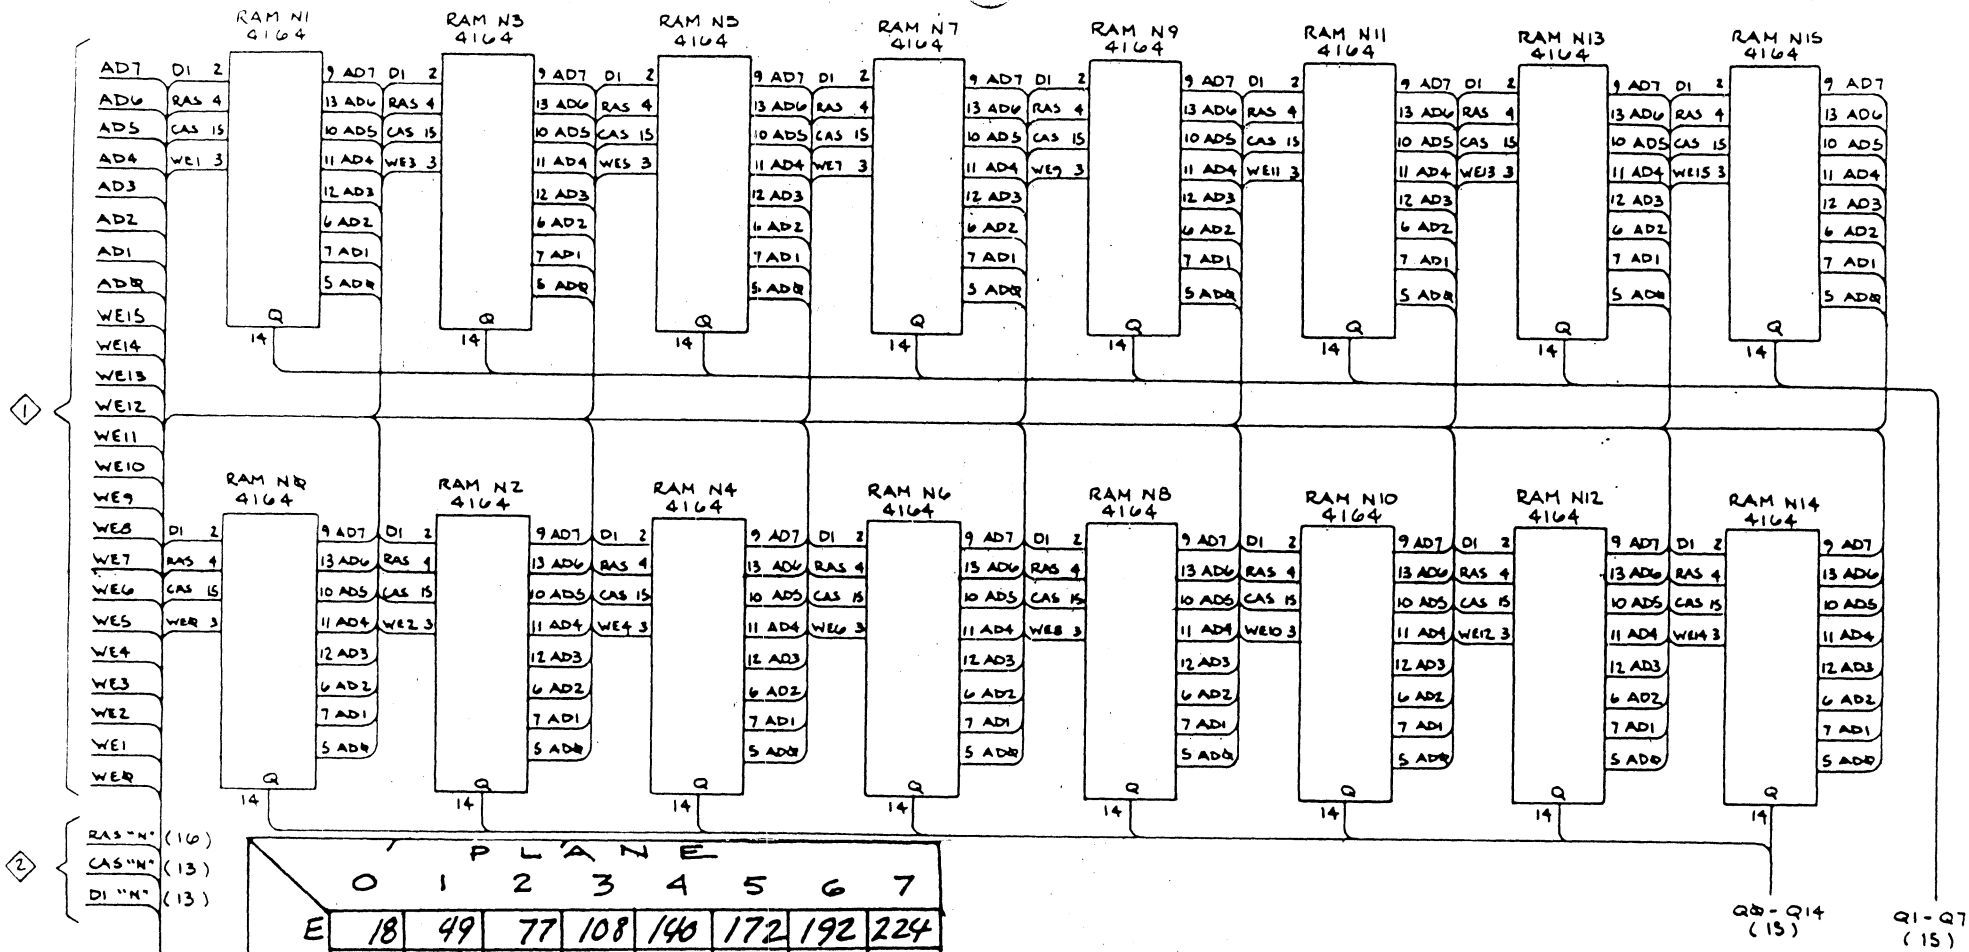 RAM N1 RAM N3 RAM N5 RAM N7 RAM N9 RAM N11 RAM N13 RAM N15
4164 4164 4164 4164 4164 4164 4164 4164
AD7 DI 2 9 AD7 DI 2 9 AD7 DI 2 9 AD7 DI 2 9 AD7 DI 2 9 AD7 DI 2 9 AD7 DI 2 9 AD7 DI 2 9 AD7
AD6 RAS 4 13 AD6 RAS 4 13 AD6 RAS 4 13 AD6 RAS 4 13 AD6 RAS 4 13 AD6 RAS 4 13 AD6 RAS 4 13 AD6 RAS 4 13 AD6
AD5 CAS 15 10 AD5 CAS 15 10 AD5 CAS 15 10 AD5 CAS 15 10 AD5 CAS 15 10 AD5 CAS 15 10 AD5 CAS 15 10 AD5 CAS 15 10 AD5
AD4 WE1 3 11 AD4 WE3 3 11 AD4 WE5 3 11 AD4 WE7 3 11 AD4 WE9 3 11 AD4 WE11 3 11 AD4 WE13 3 11 AD4 WE15 3 11 AD4
AD3 12 AD3 12 AD3 12 AD3 12 AD3 12 AD3 12 AD3 12 AD3 12 AD3
AD2 6 AD2 6 AD2 6 AD2 6 AD2 6 AD2 6 AD2 6 AD2 6 AD2
AD1 7 AD1 7 AD1 7 AD1 7 AD1 7 AD1 7 AD1 7 AD1 7 AD1
AD0 5 AD0 5 AD0 5 AD0 5 AD0 5 AD0 5 AD0 5 AD0 5 AD0
WE15 Q Q Q Q Q Q Q Q
WE14 14 14 14 14 14 14 14 14
WE13
WE12
1
WE11
WE10
RAM N0 RAM N2 RAM N4 RAM N6 RAM N8 RAM N10 RAM N12 RAM N14
WE9 4164 4164 4164 4164 4164 4164 4164 4164
WE8 DI 2 9 AD7 DI 2 9 AD7 DI 2 9 AD7 DI 2 9 AD7 DI 2 9 AD7 DI 2 9 AD7 DI 2 9 AD7 DI 2 9 AD7
WE7 RAS 4 13 AD6 RAS 4 13 AD6 RAS 4 13 AD6 RAS 4 13 AD6 RAS 4 13 AD6 RAS 4 13 AD6 RAS 4 13 AD6 RAS 4 13 AD6
WE6 CAS 15 10 AD5 CAS 15 10 AD5 CAS 15 10 AD5 CAS 15 10 AD5 CAS 15 10 AD5 CAS 15 10 AD5 CAS 15 10 AD5 CAS 15 10 AD5
WE5 WE0 3 11 AD4 WE2 3 11 AD4 WE4 3 11 AD4 WE6 3 11 AD4 WE8 3 11 AD4 WE10 3 11 AD4 WE12 3 11 AD4 WE14 3 11 AD4
WE4 12 AD3 12 AD3 12 AD3 12 AD3 12 AD3 12 AD3 12 AD3 12 AD3
WE3 6 AD2 6 AD2 6 AD2 6 AD2 6 AD2 6 AD2 6 AD2 6 AD2
WE2 7 AD1 7 AD1 7 AD1 7 AD1 7 AD1 7 AD1 7 AD1 7 AD1
WE1 5 AD0 5 AD0 5 AD0 5 AD0 5 AD0 5 AD0 5 AD0 5 AD0
WE0 Q Q Q Q Q Q Q Q
14 14 14 14 14 14 14 14
RAS "N" (16)
2 CAS "N" (13)
DI "N" (13)
PLANE
0 1 2 3 4 5 6 7
E 18 49 77 108 140 172 192 224
Q0-Q14
(15)
Q1-Q7
(15)